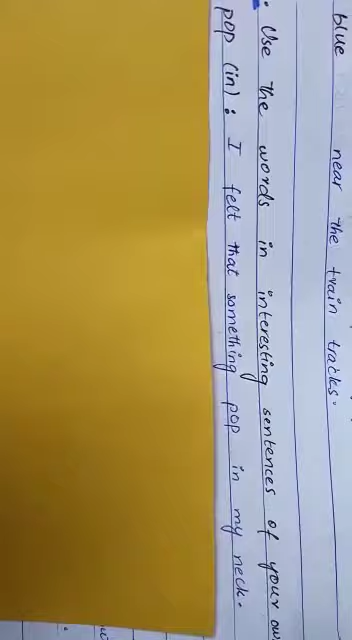 blue near the train tracks.
. Use the words in interesting sentences of your
pop (in) : I felt that something pop in my neck.